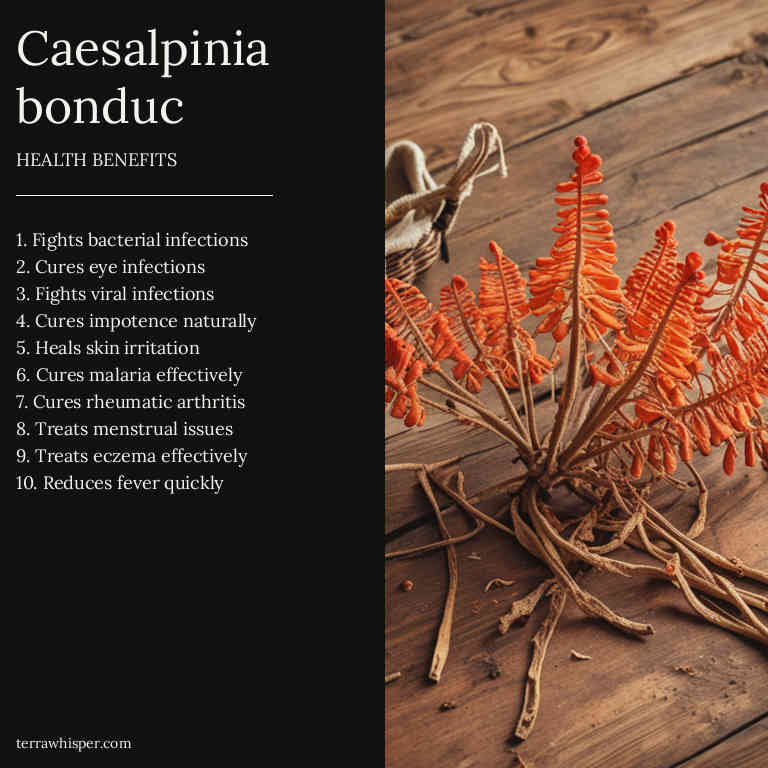 Caesalpinia
bonduc
HEALTH BENEFITS
1. Fights bacterial infections
2. Cures eye infections
3. Fights viral infections
4. Cures impotence naturally
5. Heals skin irritation
6. Cures malaria effectively
7. Cures rheumatic arthritis
8. Treats menstrual issues
9. Treats eczema effectively
10. Reduces fever quickly
terrawhisper.com